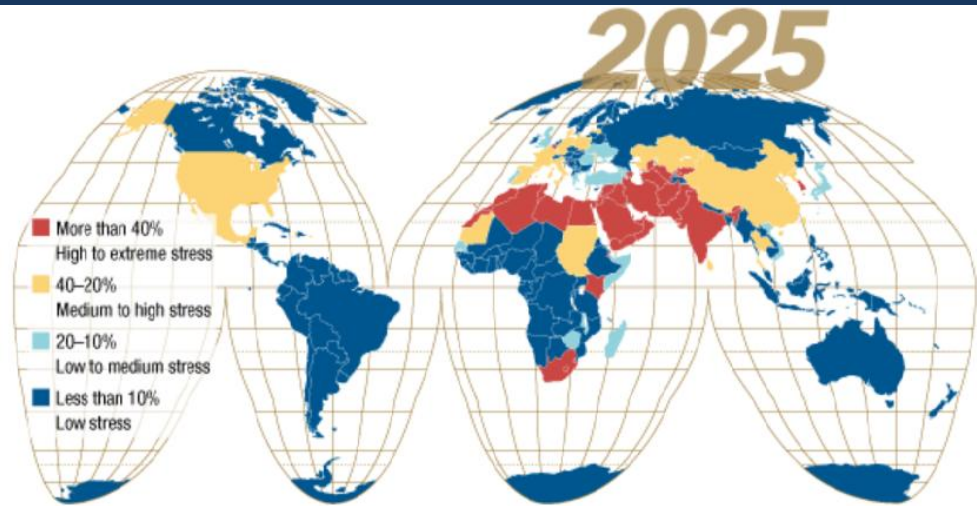 2025
More than 40%
High to extreme stress
40–20%
Medium to high stress
20–10%
Low to medium stress
Less than 10%
Low stress